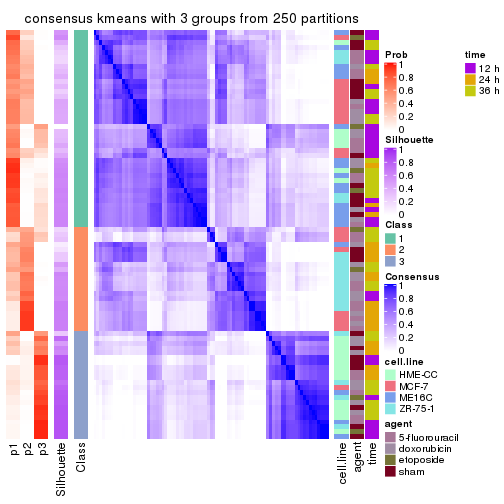 consensus kmeans with 3 groups from 250 partitions
Prob
1
0.8
0.6
0.4
0.2
0
time
12 h
24 h
36 h
Silhouette
1
0.8
0.6
0.4
0.2
0
Class
1
2
3
Consensus
1
0.8
0.6
0.4
0.2
0
cell.line
HME-CC
MCF-7
ME16C
ZR-75-1
agent
5-fluorouracil
doxorubicin
etoposide
sham
p1
p2
p3
Silhouette
Class
cell.line
agent
time